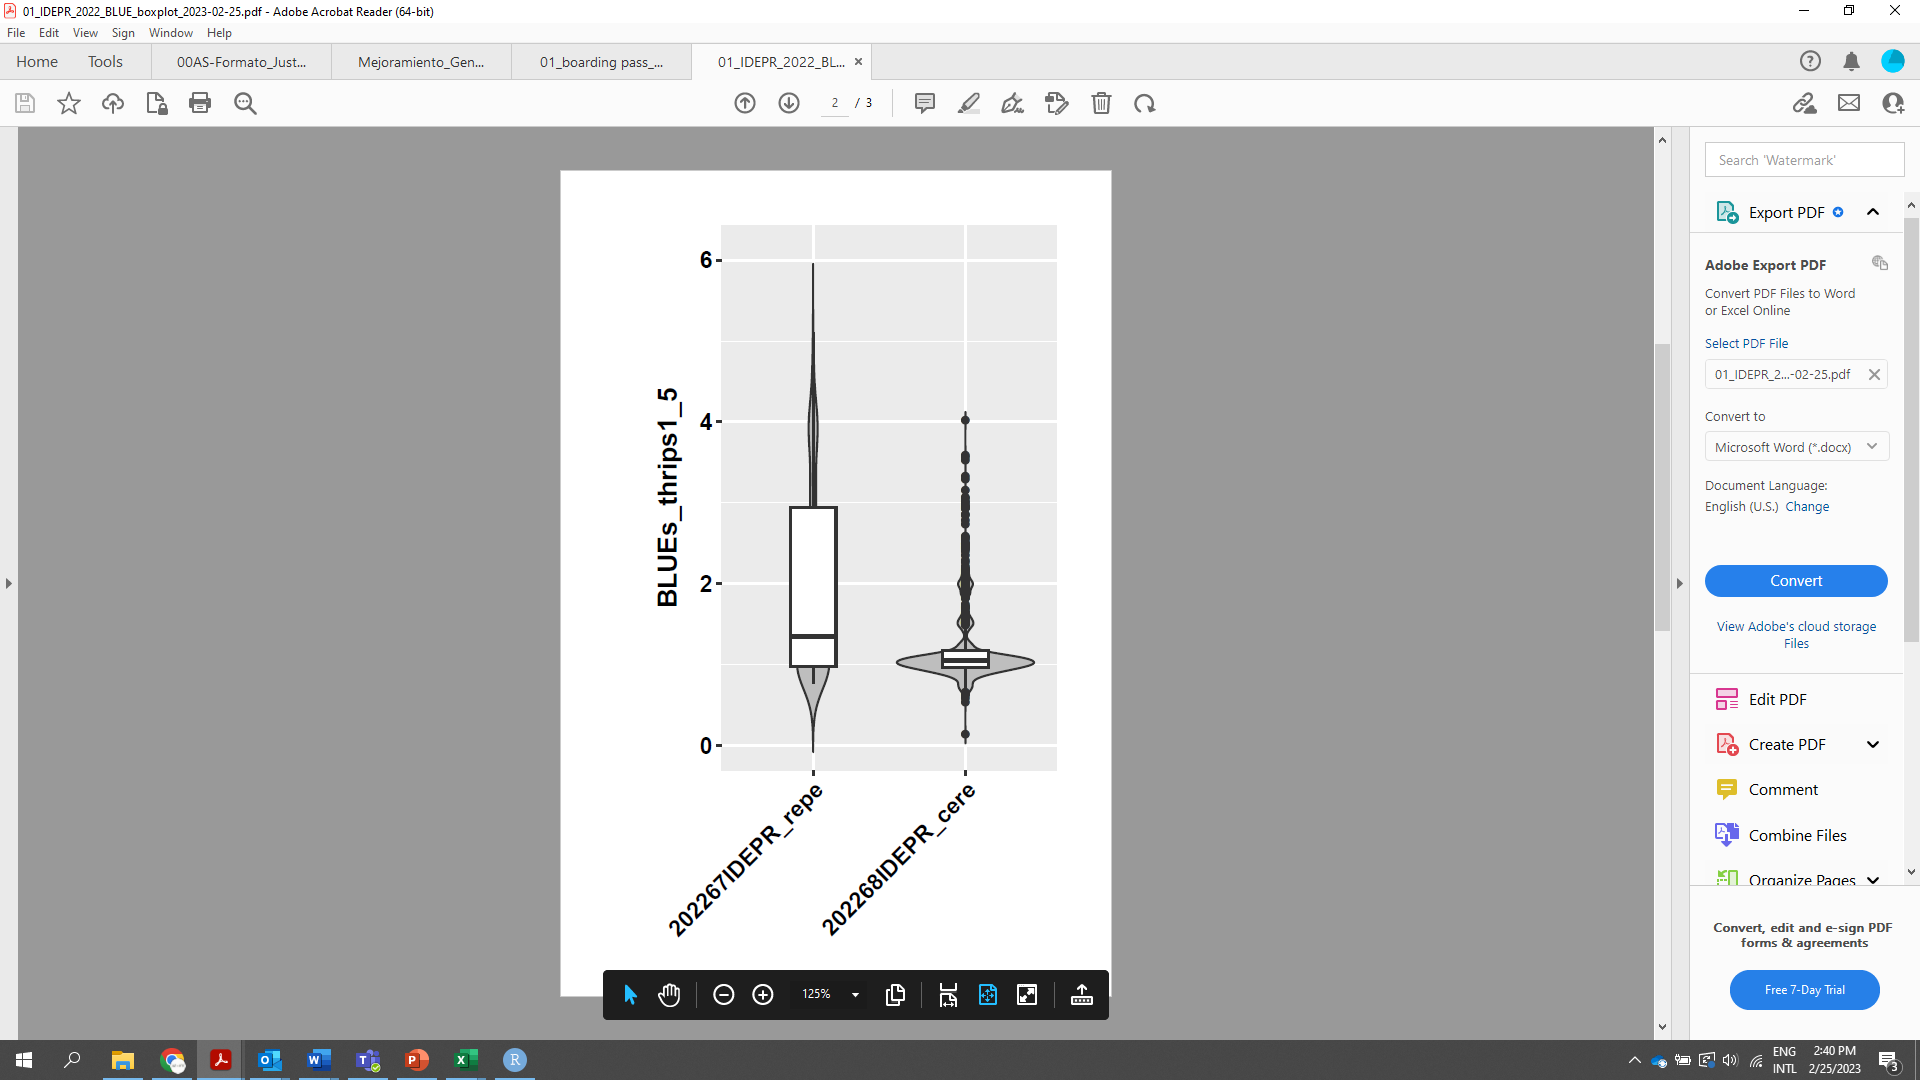 01_IDEPR_2022_BLUE_boxplot_2023-02-25.pdf - Adobe Acrobat Reader (64-bit)
File Edit View Sign Window Help
Home Tools 00AS-Formato_Just... Mejoramiento_Gen... 01_boarding pass_... 01_IDEPR_2022_BL...
2 / 3
Search 'Watermark'
Export PDF
Adobe Export PDF
Convert PDF Files to Word
or Excel Online
Select PDF File
01_IDEPR_2...-02-25.pdf
Convert to
Microsoft Word (*.docx)
Document Language:
English (U.S.) Change
Convert
View Adobe's cloud storage
Files
Edit PDF
Create PDF
Comment
Combine Files
Organize Pages
Convert, edit and e-sign PDF
forms & agreements
Free 7-Day Trial
BLUEs_thrips1_5
6
4
2
0
202267IDEPR_repe
202268IDEPR_cere
125%
ENG
INTL
2:40 PM
2/25/2023
3